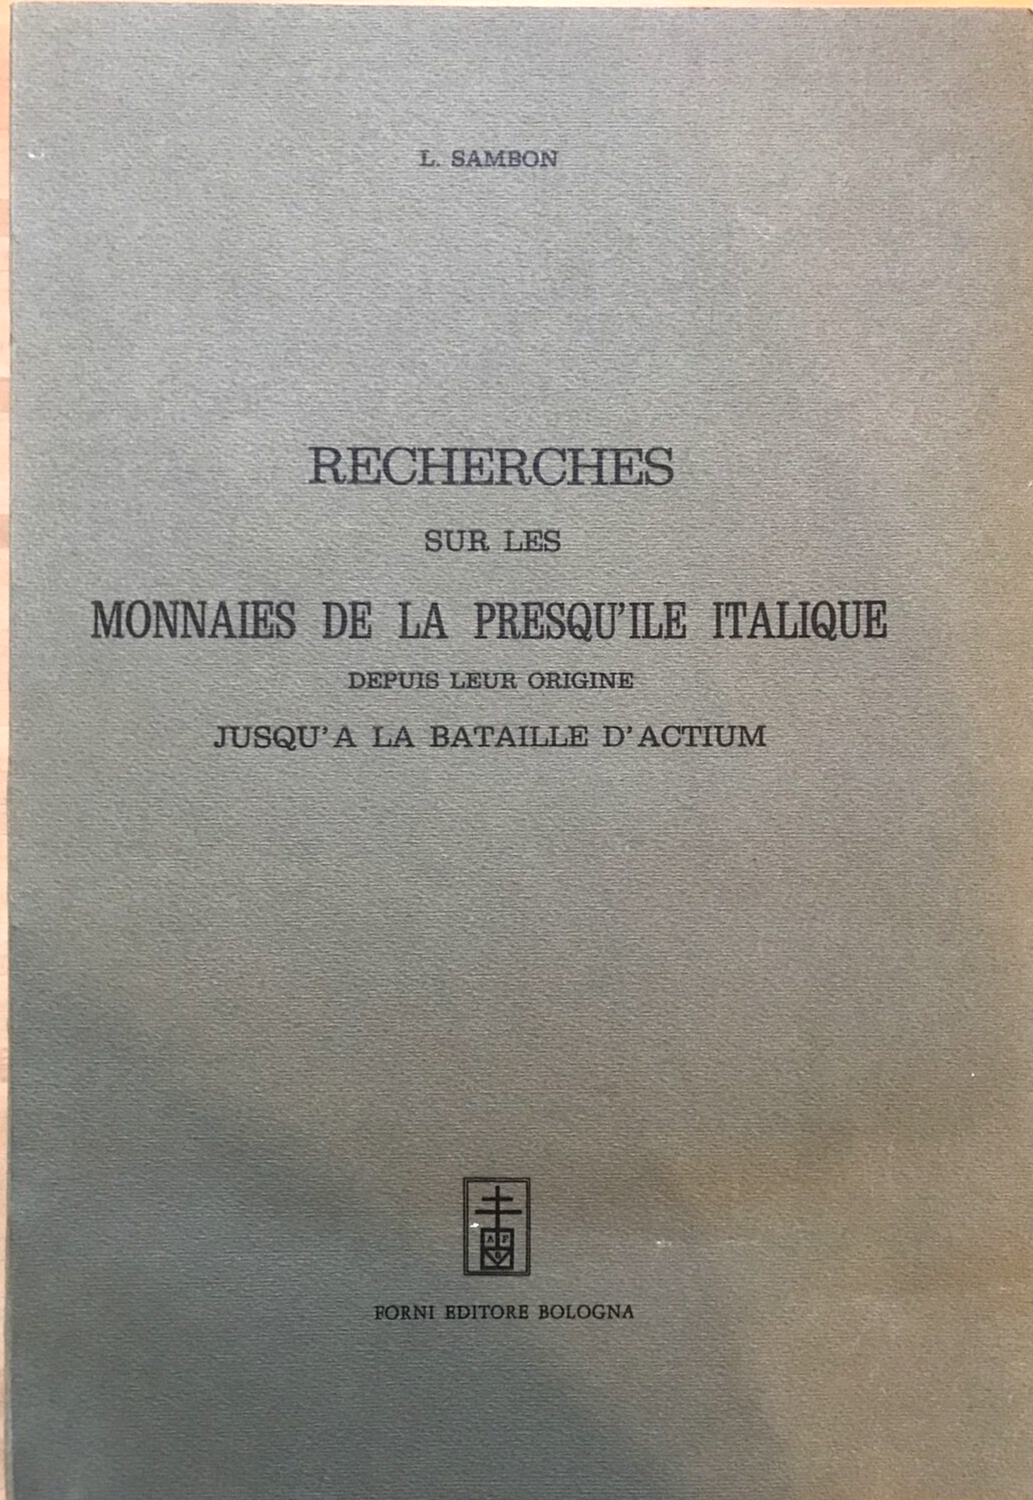 L. SAMBON
RECHERCHES
SUR LES
MONNAIES DE LA PRESQU'ILE ITALIQUE
DEPUIS LEUR ORIGINE
JUSQU'A LA BATAILLE D'ACTIUM
A F
B
FORNI EDITORE BOLOGNA